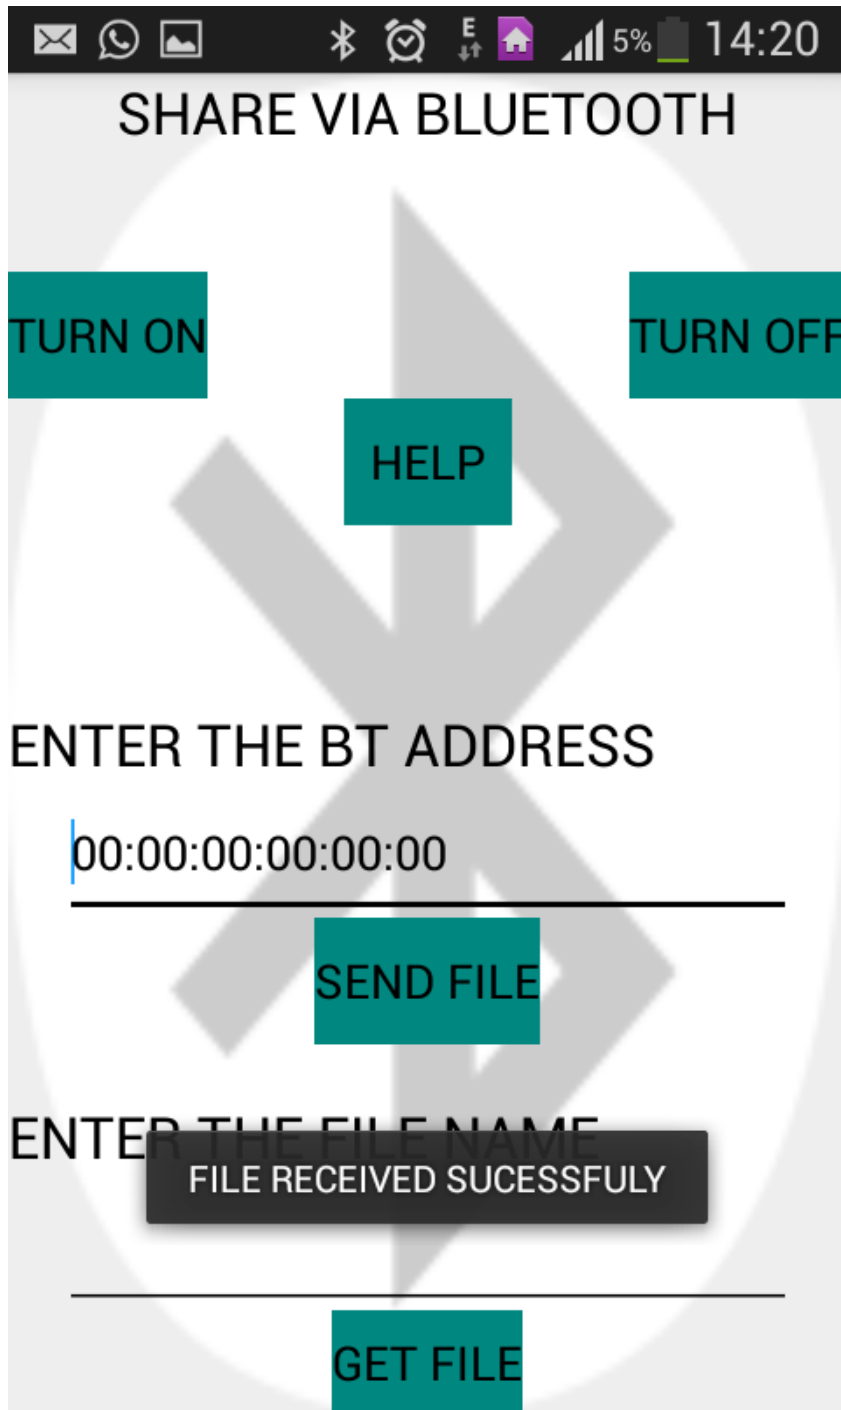 E 5% 14:20
SHARE VIA BLUETOOTH
TURN ON
TURN OFF
HELP
ENTER THE BT ADDRESS
00:00:00:00:00:00
SEND FILE
ENTER THE FILE NAME
FILE RECEIVED SUCESSFULY
GET FILE